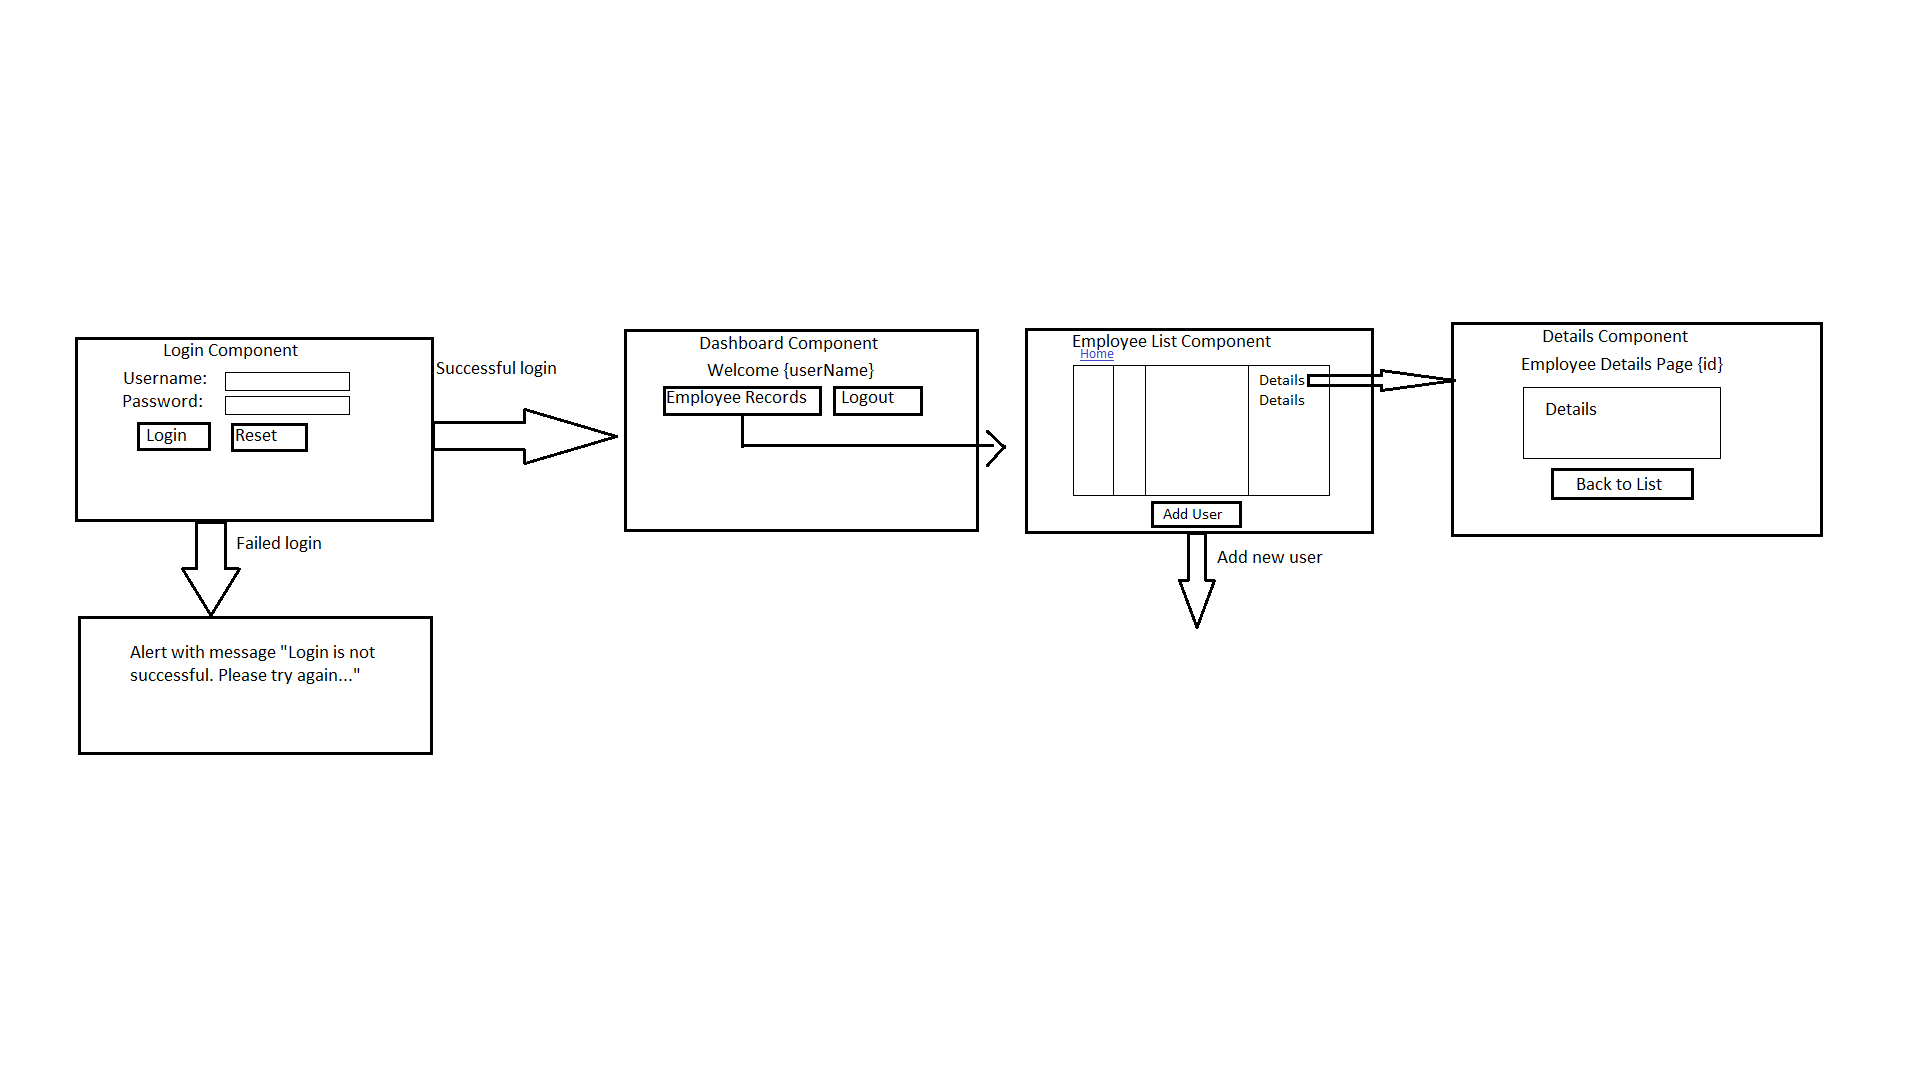 Login Component
Username:
Password:
Login
Reset
Successful login
Failed login
Alert with message "Login is not
successful. Please try again..."
Dashboard Component
Welcome {userName}
Employee Records
Logout
Employee List Component
Home
Details
Details
Add User
Add new user
Details Component
Employee Details Page {id}
Details
Back to List